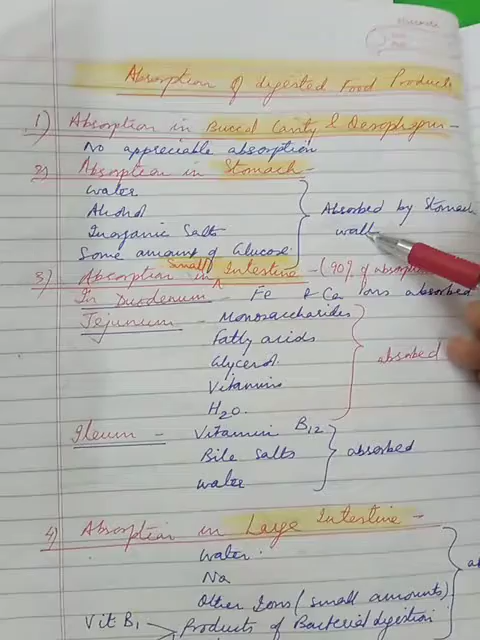 Absorption of digested Food Products
1) Absorption in Buccal Cavity & Oesophagus -
No appreciable absorption
2) Absorption in Stomach -
Water
Alcohol
Inorganic Salts
Some amount of Glucose
Absorbed by Stomach
wall
3) Absorption in Small Intestine - (90% of absorp
In Duodenum - Fe & Ca Ions absorbed
Jejunum - Monosaccharides
Fatty acids
Glycerol
Vitamins
H2O
absorbed
Ileum - Vitamin B12
Bile Salts
Water
absorbed
4) Absorption in Large Intestine -
Water
Na
Other Ions (small amounts)
Vit B1 Products of Bacterial digestion